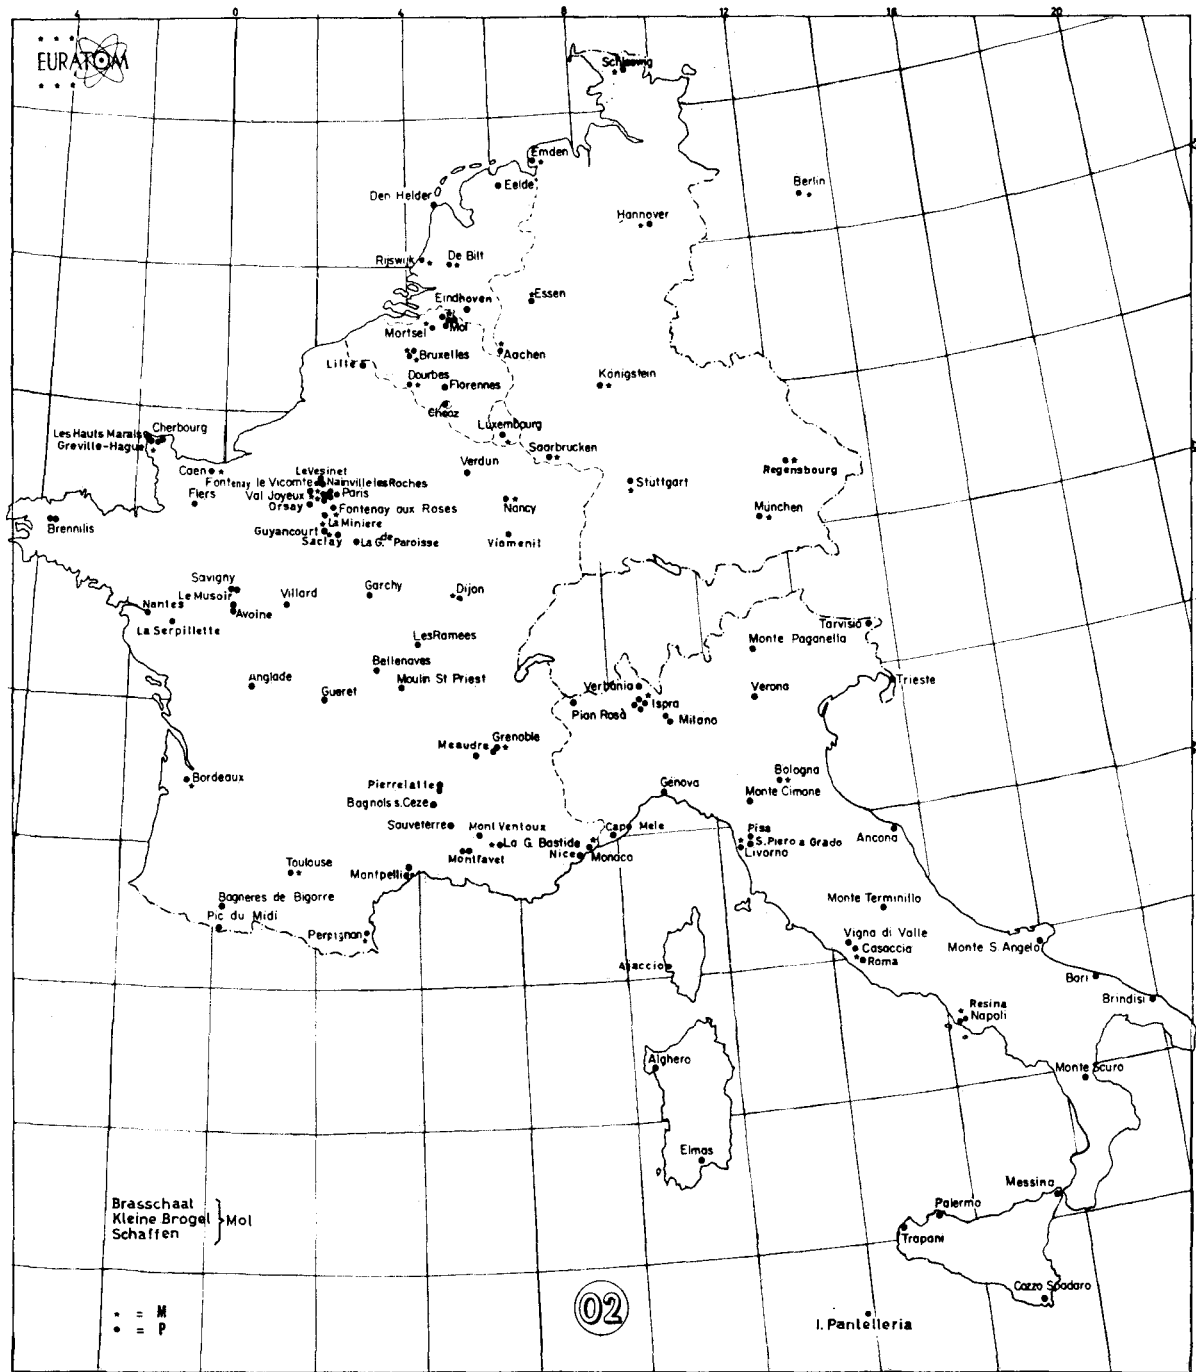 4 0 4 8 12 16 20
EURATOM
Schleswig
Emden
Eelde
Berlin
Den Helder
Hannover
Rijswijk
De Bilt
Essen
Eindhoven
Mol
Mortsel
Bruxelles
Aachen
Lille
Dourbes
Florennes
Königstein
Chooz
Luxembourg
Les Hauts Marais
Cherbourg
Greville-Hague
Saarbrucken
Caen
Le Vesinet
Verdun
Regensbourg
Fontenay le Vicomte
Nainville les Roches
Stuttgart
Val Joyeux
Paris
Flers
Orsay
Fontenay aux Roses
Nancy
München
Brennilis
La Miniere
Guyancourt
Saclay
La G. de Paroisse
Viamenil
Savigny
Le Musoir
Villard
Garchy
Dijon
Nantes
Avoine
La Serpillette
Tarvisio
Les Ramees
Monte Paganella
Bellenaves
Anglade
Moulin St Priest
Verbania
Trieste
Gueret
Ispra
Verona
Pian Rosà
Milano
Grenoble
Meaudre
Bordeaux
Bologna
Pierrelatte
Genova
Monte Cimone
Bagnols s. Ceze
Sauveterre
Mont Ventoux
Capo Mele
Pisa
Ancona
La G. Bastide
S. Piero a Grado
Montfavet
Nice
Monaco
Livorno
Toulouse
Montpellier
Bagneres de Bigorre
Monte Terminillo
Pic du Midi
Perpignan
Vigna di Valle
Casaccia
Monte S. Angelo
Roma
Ajaccio
Bari
Brindisi
Resina
Napoli
Alghero
Monte Scuro
Elmas
Messina
Brasschaat
Kleine Brogel } Mol
Schaffen
Palermo
Trapani
Cozzo Spadaro
* = M
• = P
02
I. Pantelleria